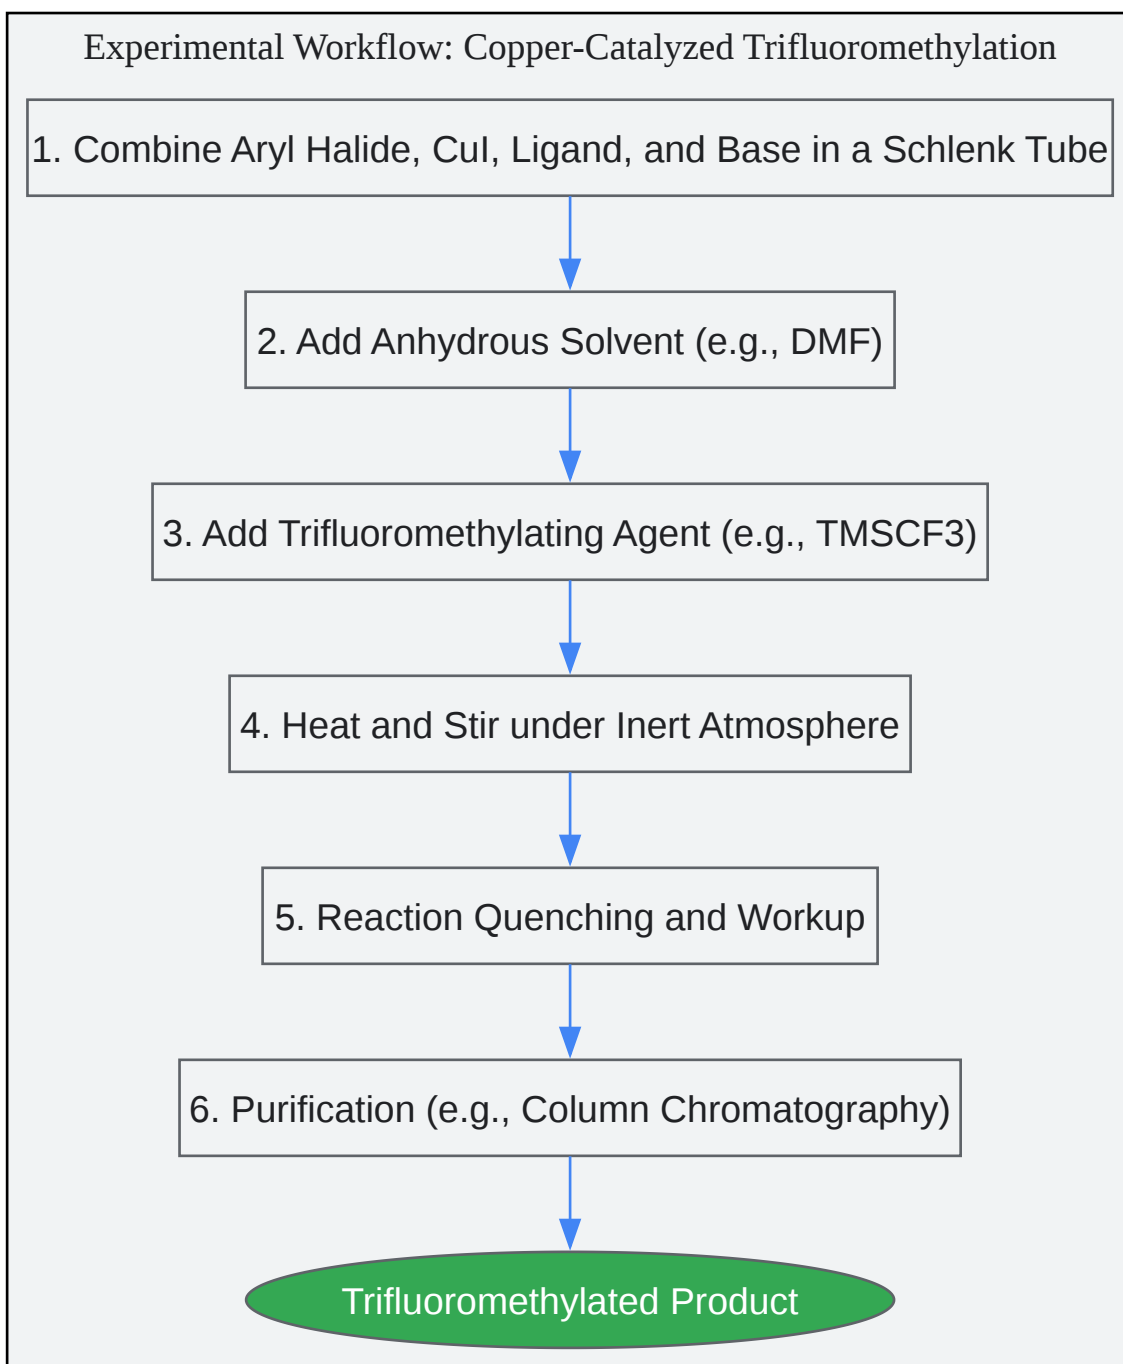 Experimental Workflow: Copper-Catalyzed Trifluoromethylation
1. Combine Aryl Halide, CuI, Ligand, and Base in a Schlenk Tube
2. Add Anhydrous Solvent (e.g., DMF)
3. Add Trifluoromethylating Agent (e.g., TMSCF3)
4. Heat and Stir under Inert Atmosphere
5. Reaction Quenching and Workup
6. Purification (e.g., Column Chromatography)
Trifluoromethylated Product